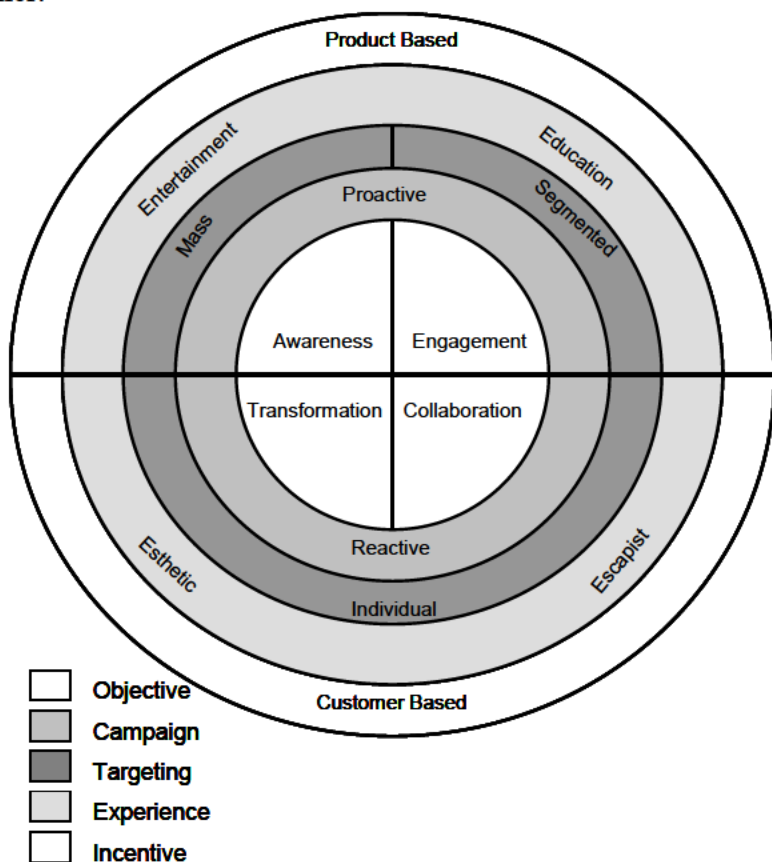 Product Based
Entertainment
Education
Mass
Segmented
Proactive
Awareness
Engagement
Transformation
Collaboration
Reactive
Esthetic
Escapist
Individual
Customer Based
Objective
Campaign
Targeting
Experience
Incentive